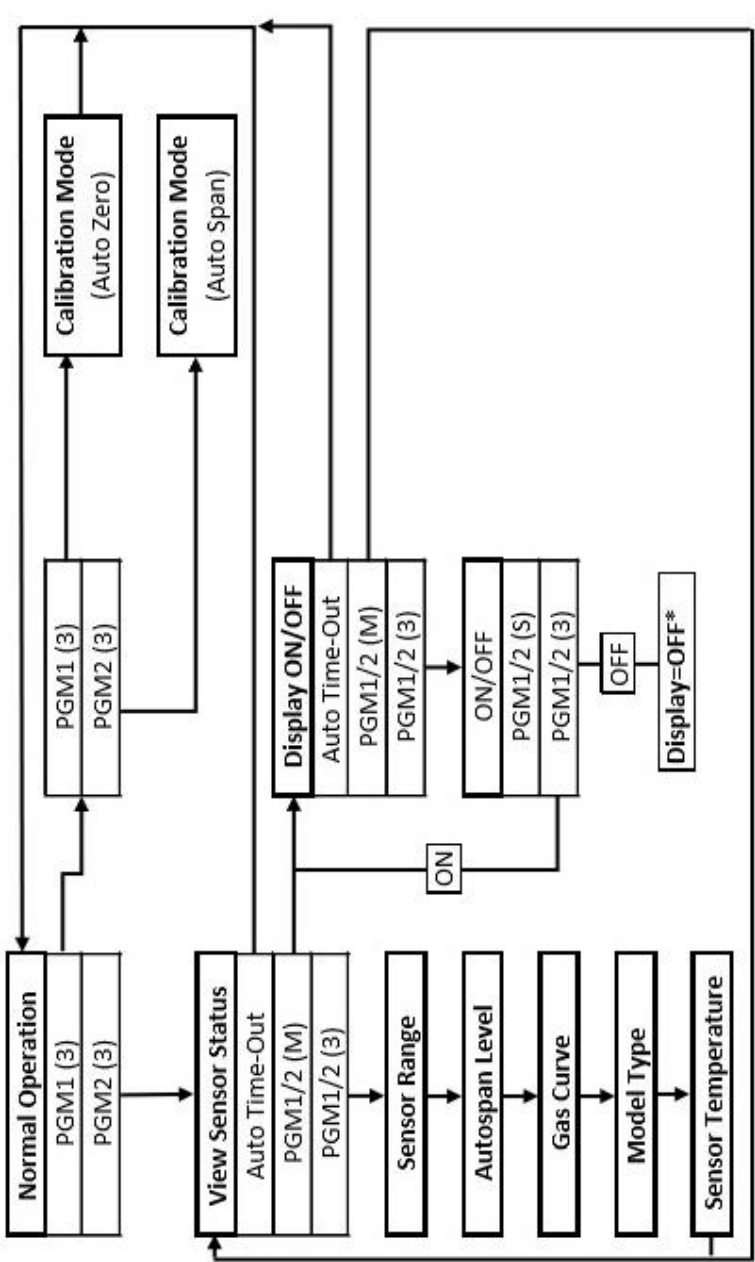 Normal Operation
PGM1 (3)
PGM2 (3)
PGM1 (3)
PGM2 (3)
Calibration Mode
(Auto Zero)
Calibration Mode
(Auto Span)
View Sensor Status
Auto Time-Out
PGM1/2 (M)
PGM1/2 (3)
Sensor Range
Autospan Level
Gas Curve
Model Type
Sensor Temperature
Display ON/OFF
Auto Time-Out
PGM1/2 (M)
PGM1/2 (3)
ON/OFF
PGM1/2 (S)
PGM1/2 (3)
ON
OFF
Display=OFF*